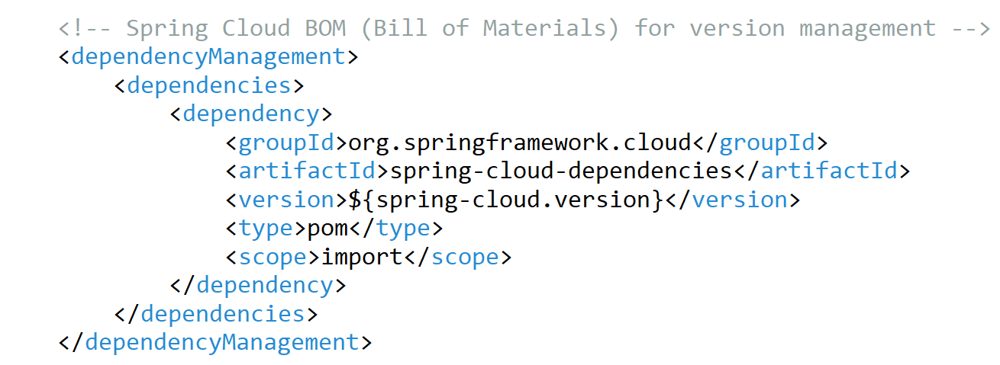 <!-- Spring Cloud BOM (Bill of Materials) for version management -->
<dependencyManagement>
    <dependencies>
        <dependency>
            <groupId>org.springframework.cloud</groupId>
            <artifactId>spring-cloud-dependencies</artifactId>
            <version>${spring-cloud.version}</version>
            <type>pom</type>
            <scope>import</scope>
        </dependency>
    </dependencies>
</dependencyManagement>